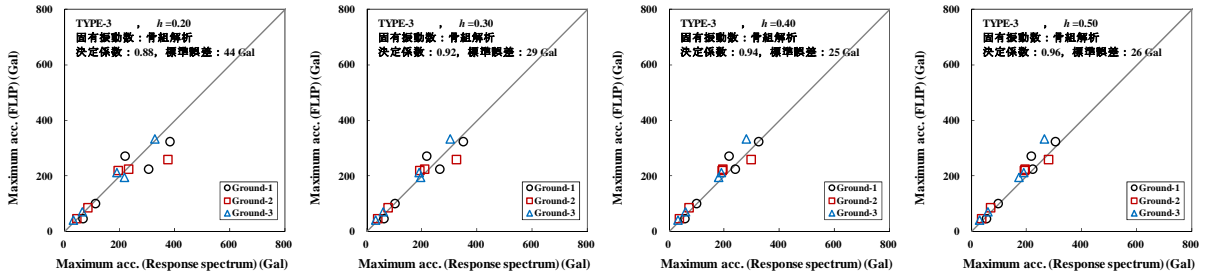 TYPE-3 , h=0.20
固有振動数:骨組解析
決定係数:0.88, 標準誤差:44 Gal
Maximum acc. (FLIP) (Gal)
800
600
400
200
0
0 200 400 600 800
Ground-1
Ground-2
Ground-3
Maximum acc. (Response spectrum) (Gal)
TYPE-3 , h=0.30
固有振動数:骨組解析
決定係数:0.92, 標準誤差:29 Gal
Maximum acc. (FLIP) (Gal)
800
600
400
200
0
0 200 400 600 800
Ground-1
Ground-2
Ground-3
Maximum acc. (Response spectrum) (Gal)
TYPE-3 , h=0.40
固有振動数:骨組解析
決定係数:0.94, 標準誤差:25 Gal
Maximum acc. (FLIP) (Gal)
800
600
400
200
0
0 200 400 600 800
Ground-1
Ground-2
Ground-3
Maximum acc. (Response spectrum) (Gal)
TYPE-3 , h=0.50
固有振動数:骨組解析
決定係数:0.96, 標準誤差:26 Gal
Maximum acc. (FLIP) (Gal)
800
600
400
200
0
0 200 400 600 800
Ground-1
Ground-2
Ground-3
Maximum acc. (Response spectrum) (Gal)